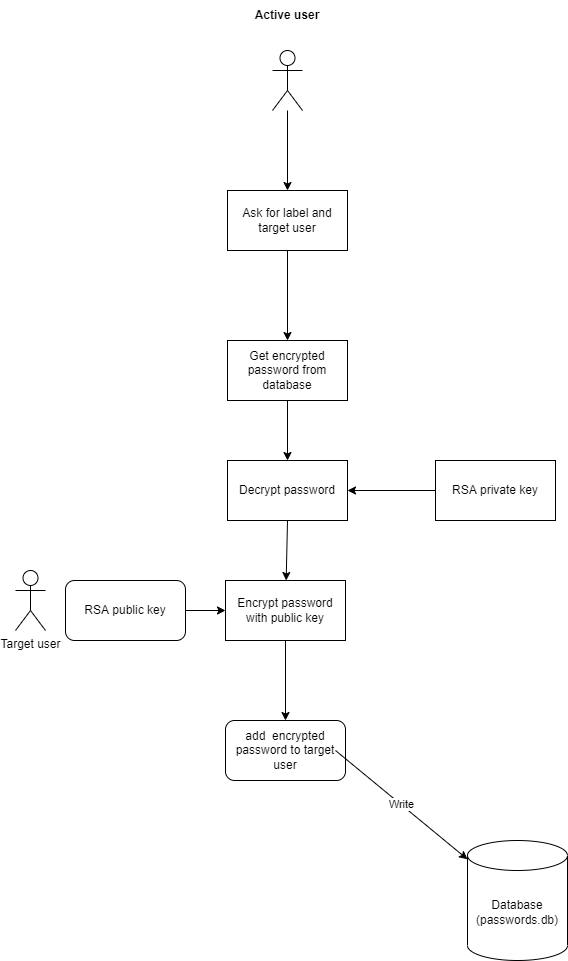 Active user
Ask for label and
target user
Get encrypted
password from
database
Decrypt password
RSA private key
Target user
RSA public key
Encrypt password
with public key
add encrypted
password to target
user
Write
Database
(passwords.db)